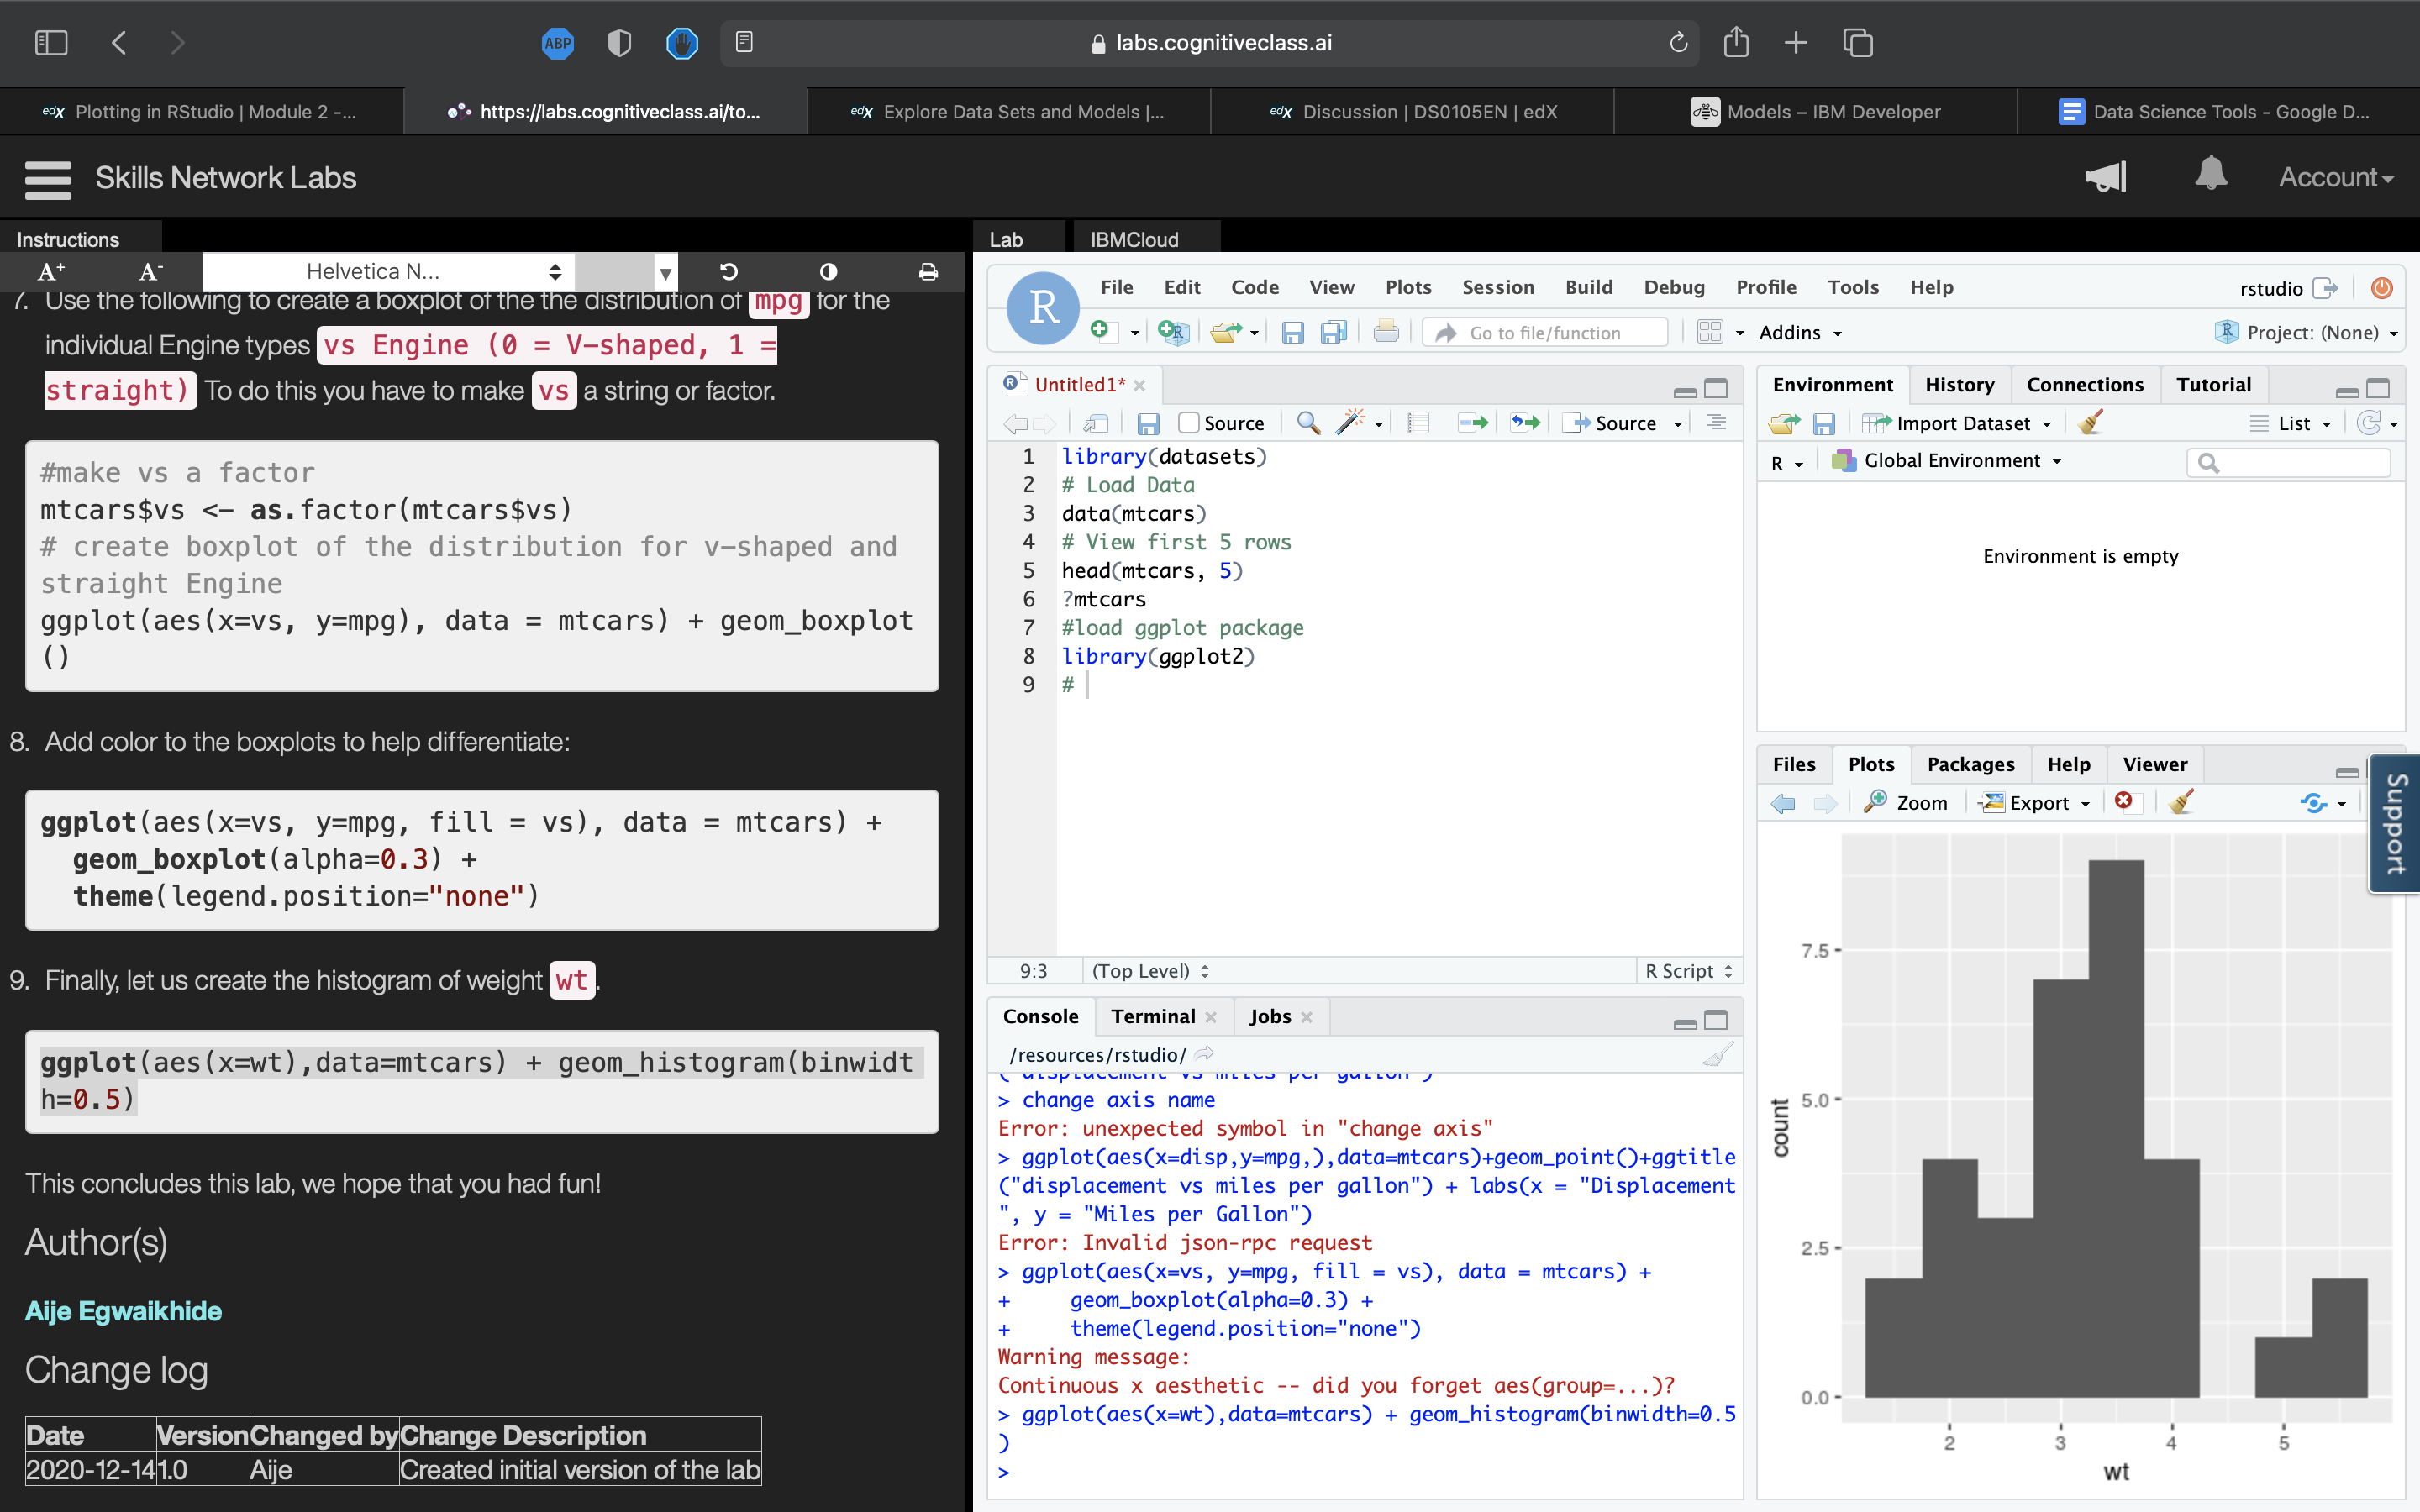 ABP
labs.cognitiveclass.ai
edX Plotting in RStudio | Module 2 -...
https://labs.cognitiveclass.ai/to...
edX Explore Data Sets and Models |...
edX Discussion | DS0105EN | edX
Models – IBM Developer
Data Science Tools - Google D...
Skills Network Labs
Account
Instructions
A+ A- Helvetica N...
7. Use the following to create a boxplot of the the distribution of mpg for the
individual Engine types vs Engine (0 = V-shaped, 1 =
straight) To do this you have to make vs a string or factor.
#make vs a factor
mtcars$vs <- as.factor(mtcars$vs)
# create boxplot of the distribution for v-shaped and
straight Engine
ggplot(aes(x=vs, y=mpg), data = mtcars) + geom_boxplot
()
8. Add color to the boxplots to help differentiate:
ggplot(aes(x=vs, y=mpg, fill = vs), data = mtcars) +
geom_boxplot(alpha=0.3) +
theme(legend.position="none")
9. Finally, let us create the histogram of weight wt.
ggplot(aes(x=wt),data=mtcars) + geom_histogram(binwidt
h=0.5)
This concludes this lab, we hope that you had fun!
Author(s)
Aije Egwaikhide
Change log
Date Version Changed by Change Description
2020-12-14 1.0 Aije Created initial version of the lab
Lab IBMCloud
R File Edit Code View Plots Session Build Debug Profile Tools Help
rstudio
Go to file/function Addins
Project: (None)
Untitled1*
Source Source
1 library(datasets)
2 # Load Data
3 data(mtcars)
4 # View first 5 rows
5 head(mtcars, 5)
6 ?mtcars
7 #load ggplot package
8 library(ggplot2)
9 #
9:3 (Top Level) R Script
Console Terminal Jobs
/resources/rstudio/
("displacement vs miles per gallon")
> change axis name
Error: unexpected symbol in "change axis"
> ggplot(aes(x=disp,y=mpg,),data=mtcars)+geom_point()+ggtitle
("displacement vs miles per gallon") + labs(x = "Displacement
", y = "Miles per Gallon")
Error: Invalid json-rpc request
> ggplot(aes(x=vs, y=mpg, fill = vs), data = mtcars) +
+ geom_boxplot(alpha=0.3) +
+ theme(legend.position="none")
Warning message:
Continuous x aesthetic -- did you forget aes(group=...)?
> ggplot(aes(x=wt),data=mtcars) + geom_histogram(binwidth=0.5
)
>
Environment History Connections Tutorial
Import Dataset List
R Global Environment
Environment is empty
Files Plots Packages Help Viewer
Zoom Export
Support
7.5
5.0
2.5
0.0
count
2 3 4 5
wt